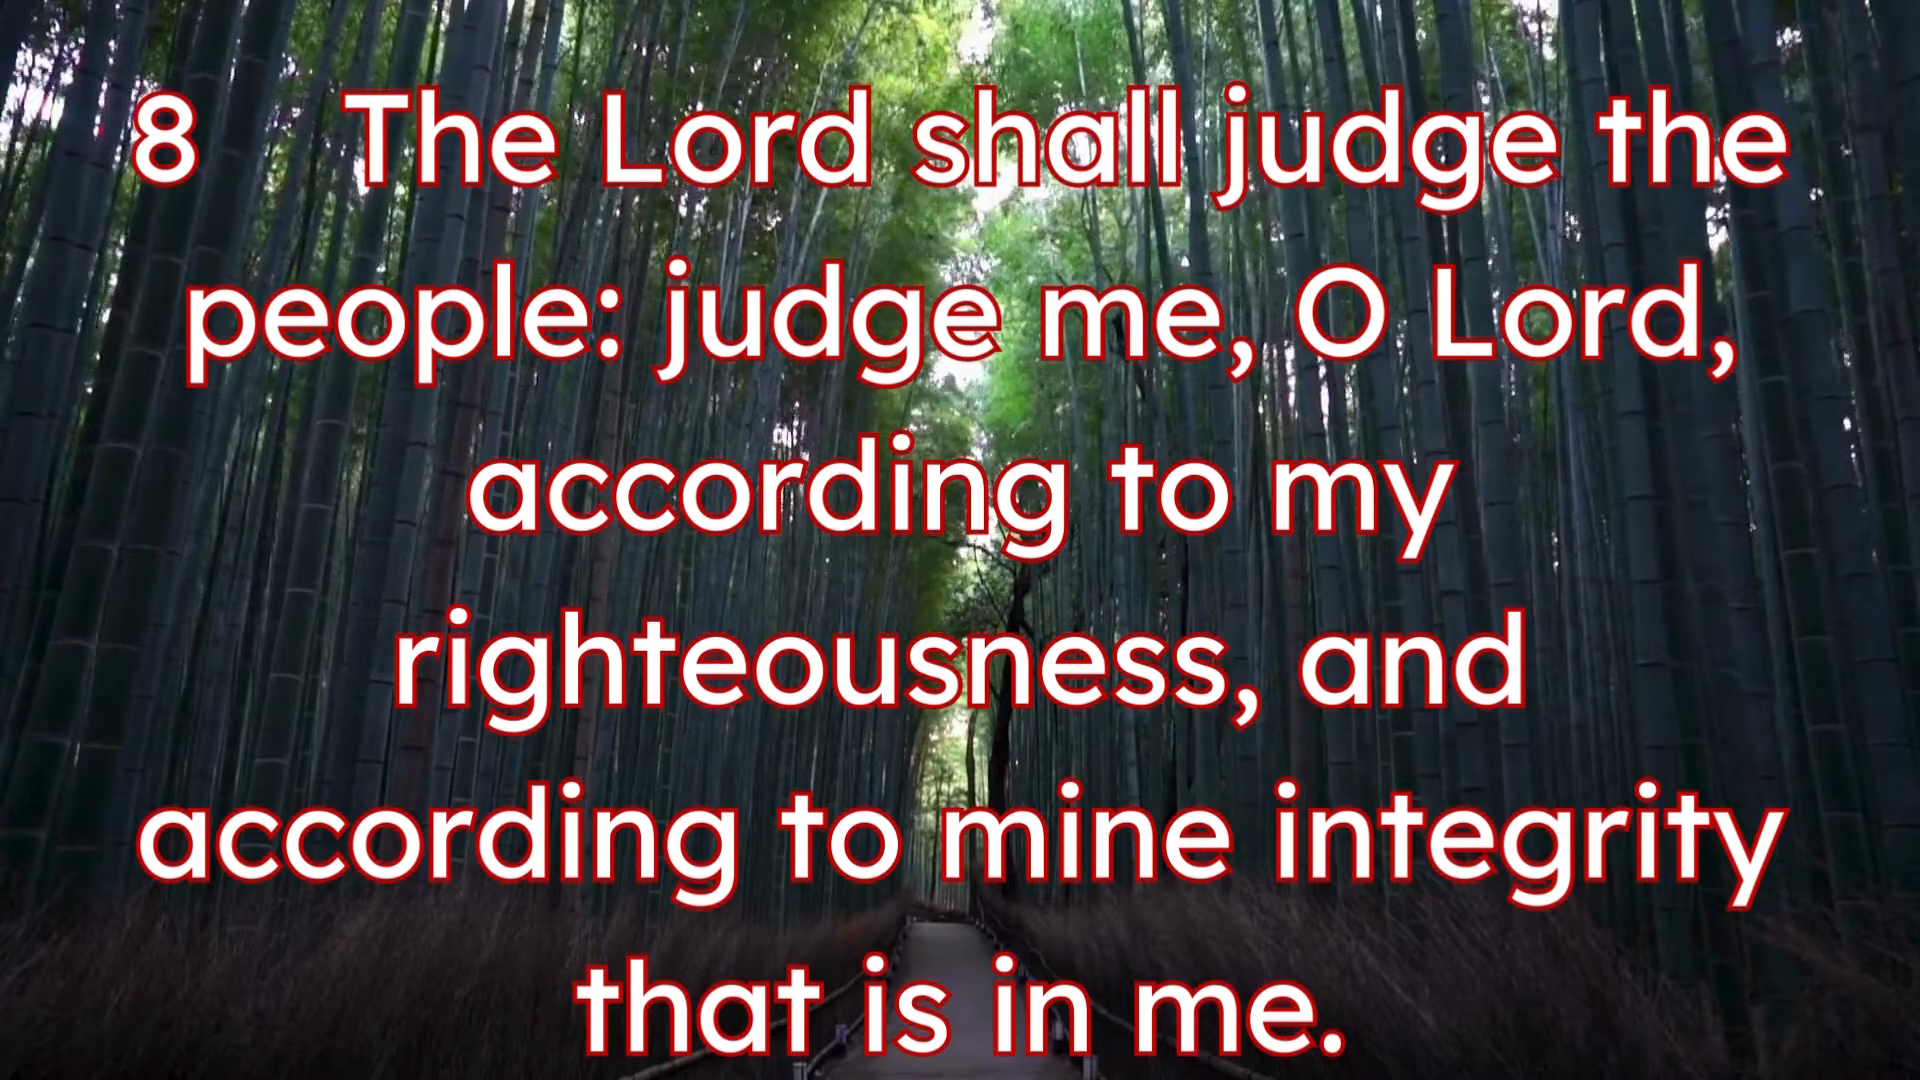 8 The Lord shall judge the
people: judge me, O Lord,
according to my
righteousness, and
according to mine integrity
that is in me.